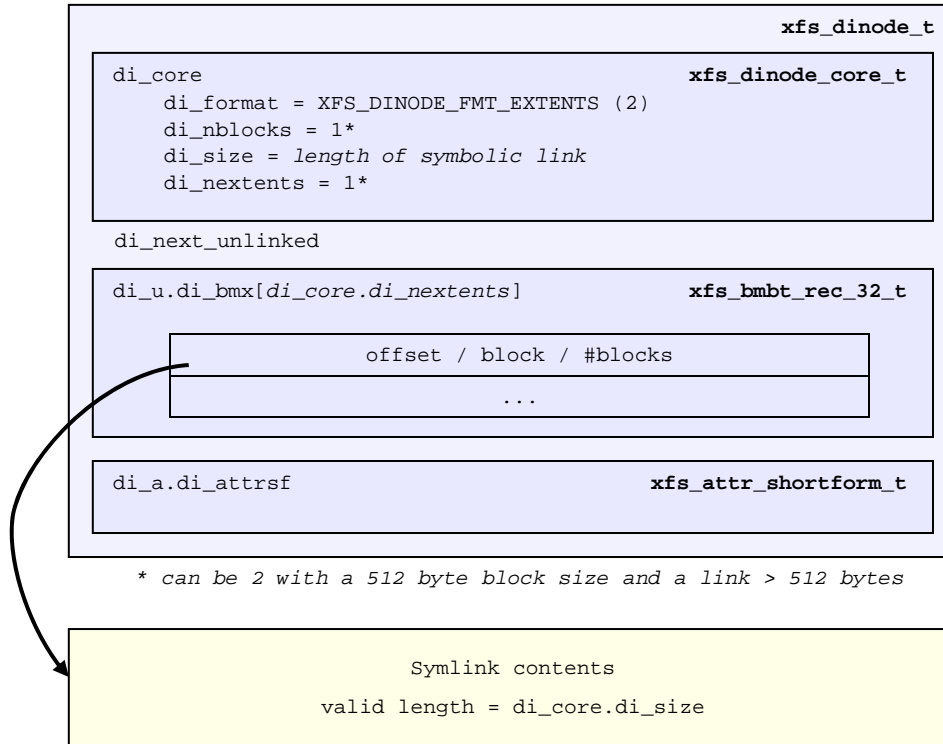 xfs_dinode_t
di_core xfs_dinode_core_t
di_format = XFS_DINODE_FMT_EXTENTS (2)
di_nblocks = 1*
di_size = length of symbolic link
di_nextents = 1*
di_next_unlinked
di_u.di_bmx[di_core.di_nextents] xfs_bmbt_rec_32_t
offset / block / #blocks
...
di_a.di_attrsf xfs_attr_shortform_t
* can be 2 with a 512 byte block size and a link > 512 bytes
Symlink contents
valid length = di_core.di_size